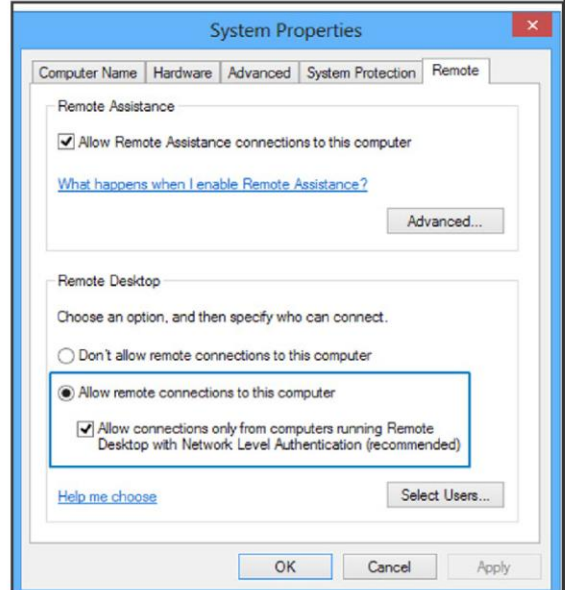 System Properties
Computer Name
Hardware
Advanced
System Protection
Remote
Remote Assistance
Allow Remote Assistance connections to this computer
What happens when I enable Remote Assistance?
Advanced...
Remote Desktop
Choose an option, and then specify who can connect.
Don't allow remote connections to this computer
Allow remote connections to this computer
Allow connections only from computers running Remote
Desktop with Network Level Authentication (recommended)
Help me choose
Select Users...
OK
Cancel
Apply